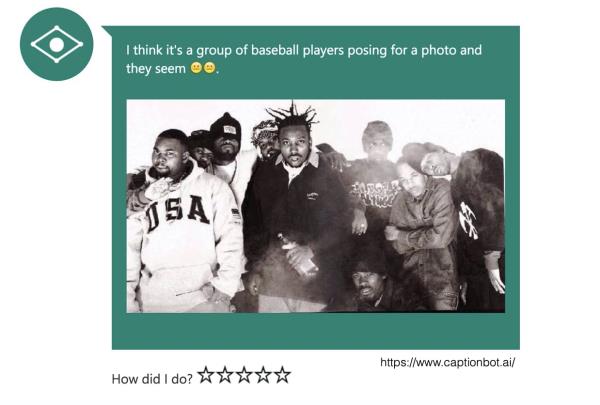 I think it's a group of baseball players posing for a photo and
they seem 😐😐.
USA
https://www.captionbot.ai/
How did I do? ☆☆☆☆☆